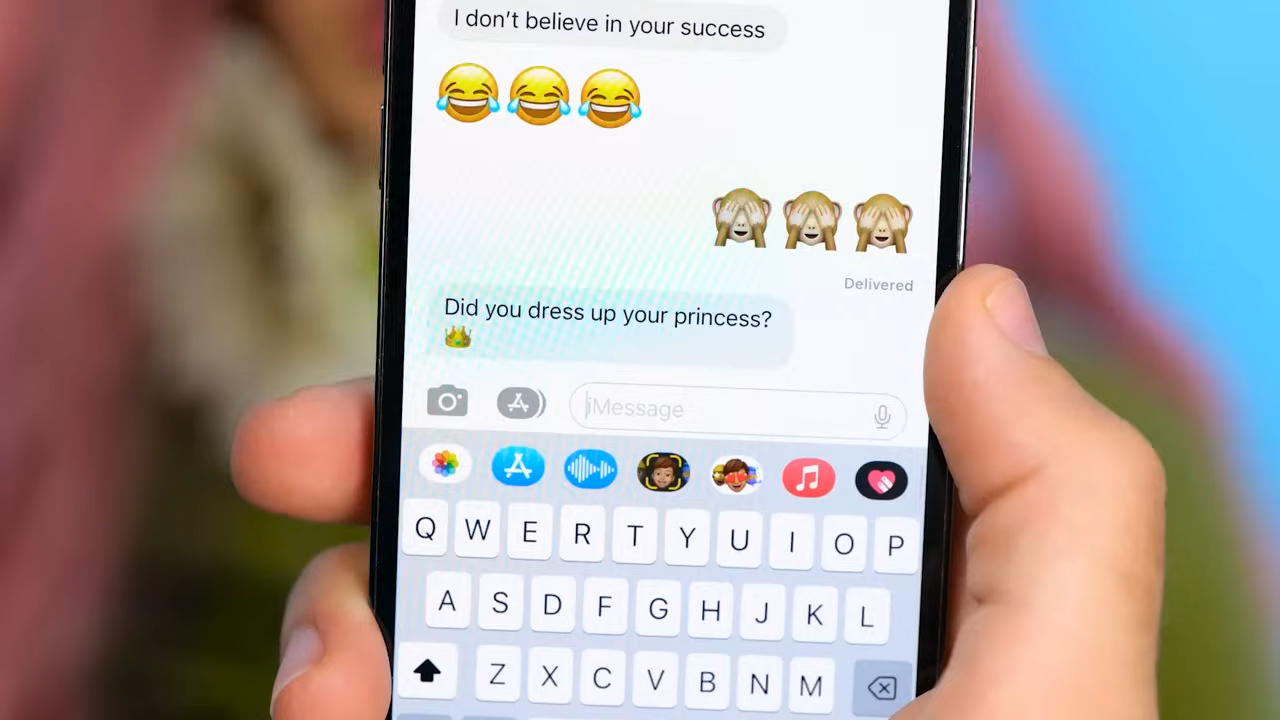 I don't believe in your success
😂😂😂
🙈🙈🙈
Delivered
Did you dress up your princess?
👑
iMessage
Q W E R T Y U I O P
A S D F G H J K L
Z X C V B N M